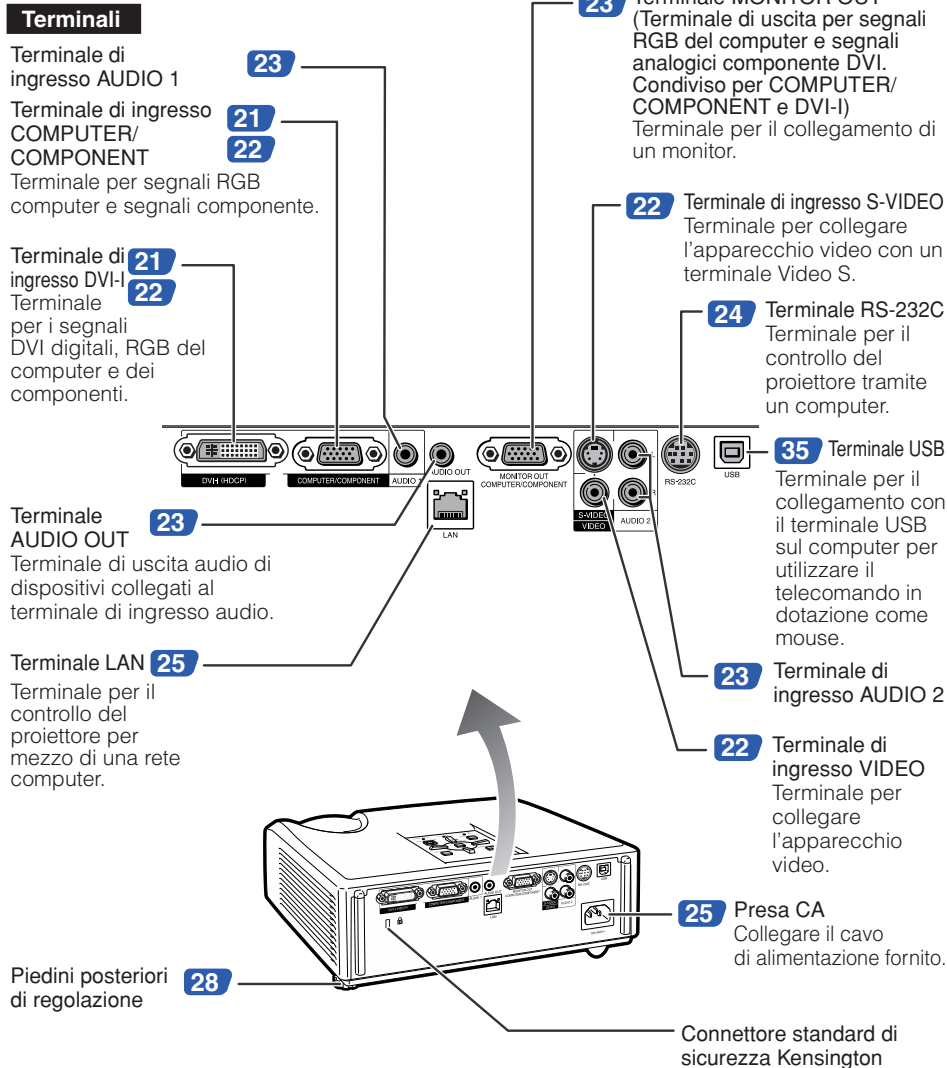 Terminali
Terminale di
ingresso AUDIO 1
23
Terminale di ingresso
COMPUTER/
COMPONENT
21
22
Terminale per segnali RGB
computer e segnali componente.
Terminale di
ingresso DVI-I
21
22
Terminale
per i segnali
DVI digitali, RGB del
computer e dei
componenti.
23
Terminale MONITOR OUT
(Terminale di uscita per segnali
RGB del computer e segnali
analogici componente DVI.
Condiviso per COMPUTER/
COMPONENT e DVI-I)
Terminale per il collegamento di
un monitor.
22
Terminale di ingresso S-VIDEO
Terminale per collegare
l'apparecchio video con un
terminale Video S.
24
Terminale RS-232C
Terminale per il
controllo del
proiettore tramite
un computer.
DVI-I (HDCP)
COMPUTER/COMPONENT
AUDIO 1
AUDIO OUT
LAN
MONITOR OUT
COMPUTER/COMPONENT
S-VIDEO
VIDEO
L
R
AUDIO 2
RS-232C
USB
35
Terminale USB
Terminale per il
collegamento con
il terminale USB
sul computer per
utilizzare il
telecomando in
dotazione come
mouse.
Terminale
AUDIO OUT
23
Terminale di uscita audio di
dispositivi collegati al
terminale di ingresso audio.
Terminale LAN
25
Terminale per il
controllo del
proiettore per
mezzo di una rete
computer.
23
Terminale di
ingresso AUDIO 2
22
Terminale di
ingresso VIDEO
Terminale per
collegare
l'apparecchio
video.
25
Presa CA
Collegare il cavo
di alimentazione fornito.
Piedini posteriori
di regolazione
28
Connettore standard di
sicurezza Kensington